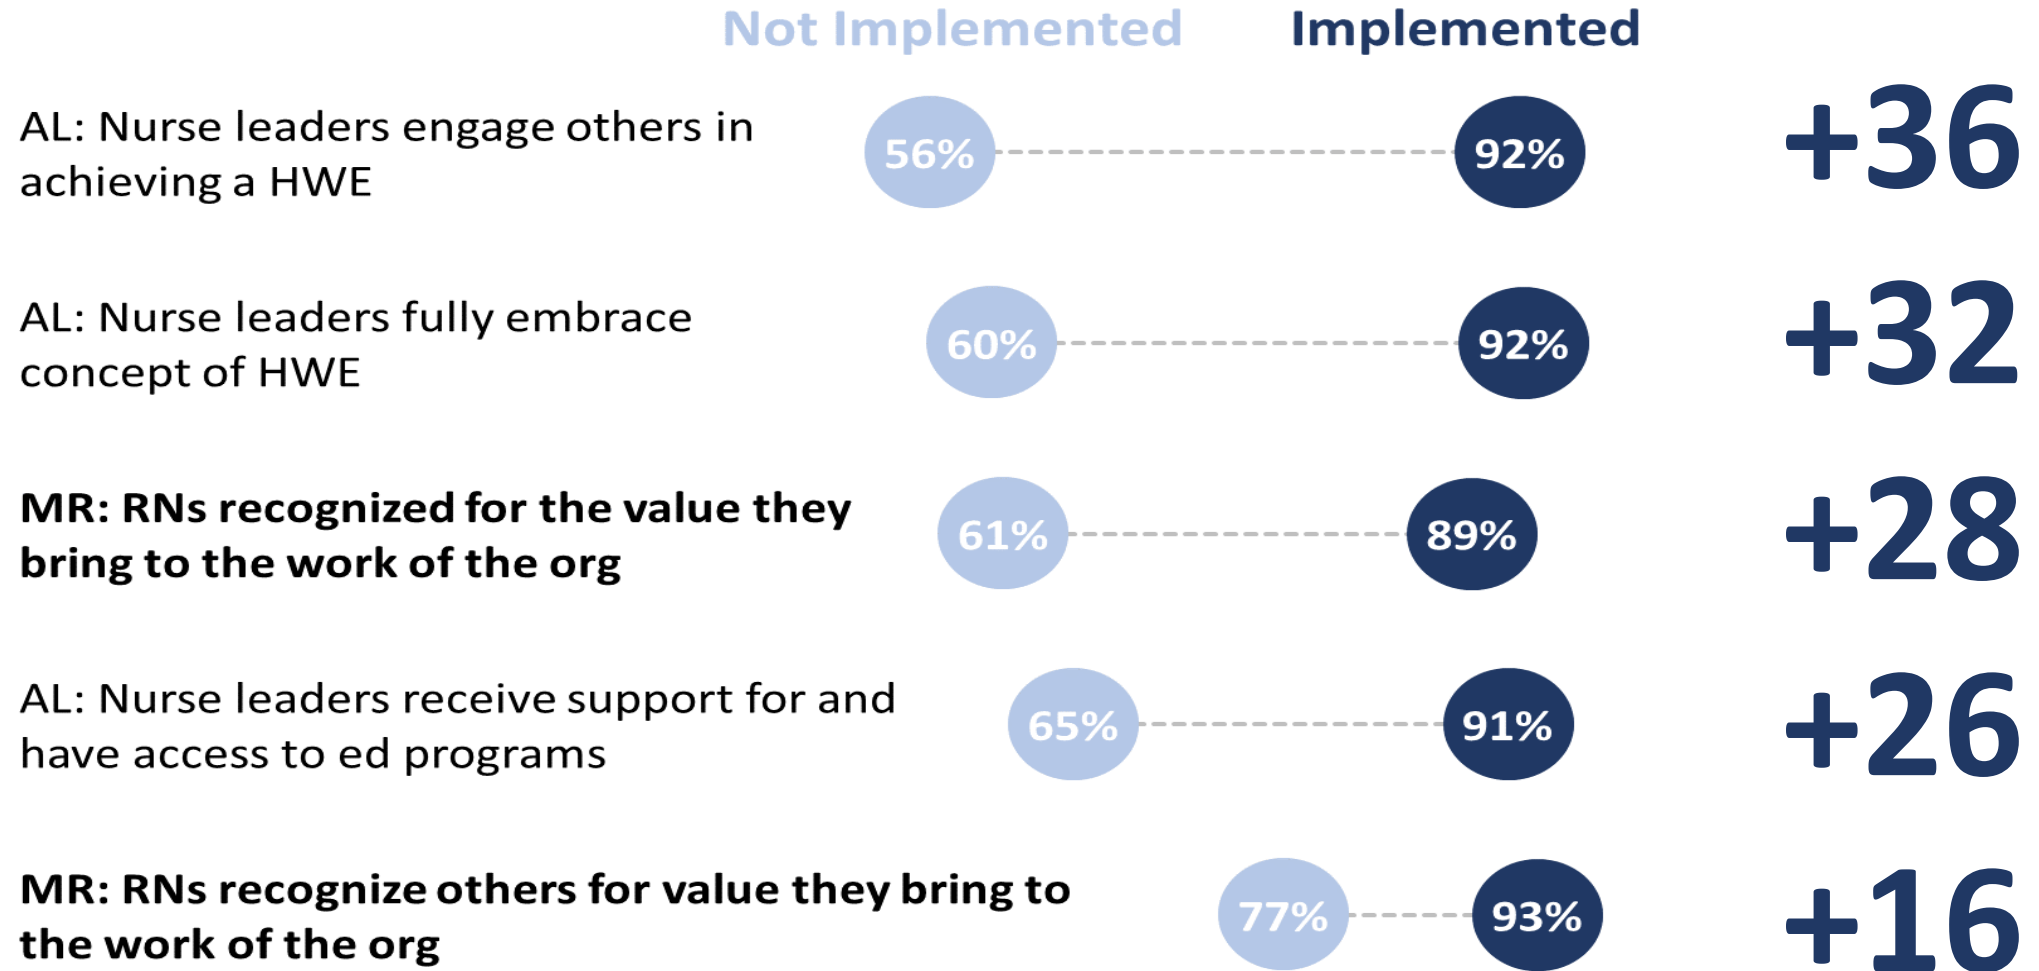 Not Implemented Implemented
AL: Nurse leaders engage others in
achieving a HWE
56% 92% +36
AL: Nurse leaders fully embrace
concept of HWE
60% 92% +32
MR: RNs recognized for the value they
bring to the work of the org
61% 89% +28
AL: Nurse leaders receive support for and
have access to ed programs
65% 91% +26
MR: RNs recognize others for value they bring to
the work of the org
77% 93% +16